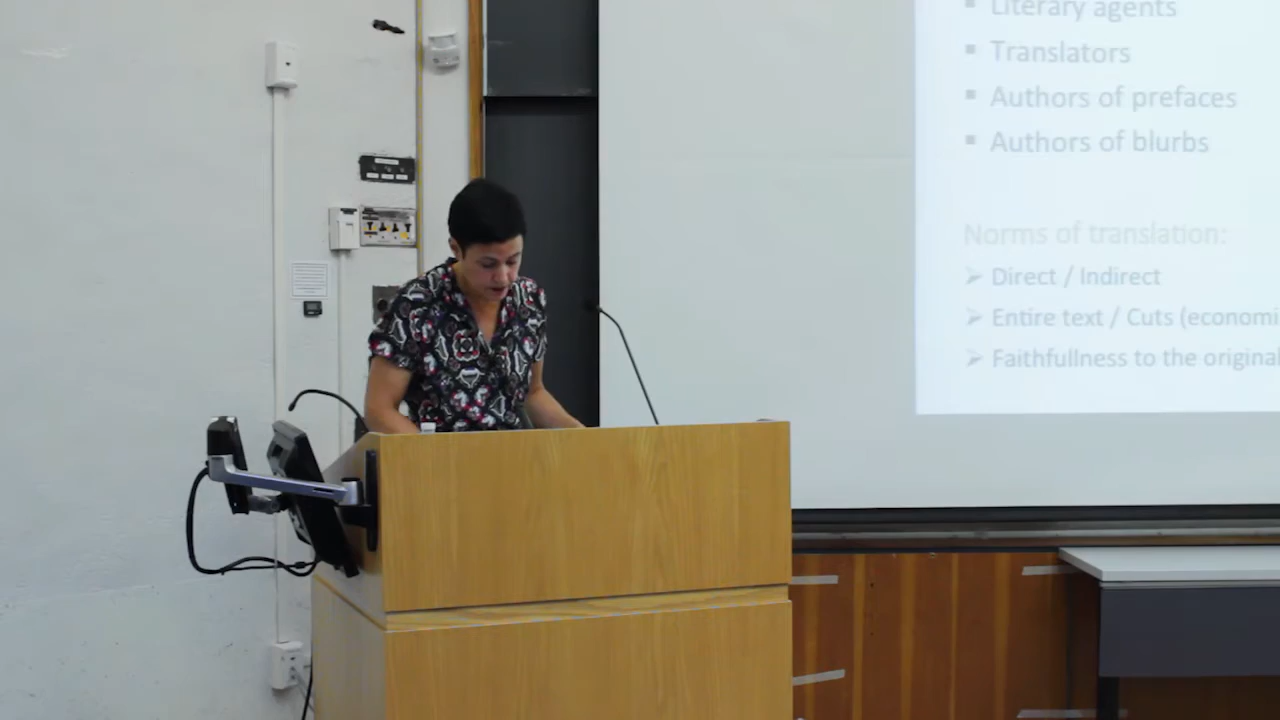 ▪ Literary agents
▪ Translators
▪ Authors of prefaces
▪ Authors of blurbs
Norms of translation:
➢ Direct / Indirect
➢ Entire text / Cuts (economi
➢ Faithfullness to the original